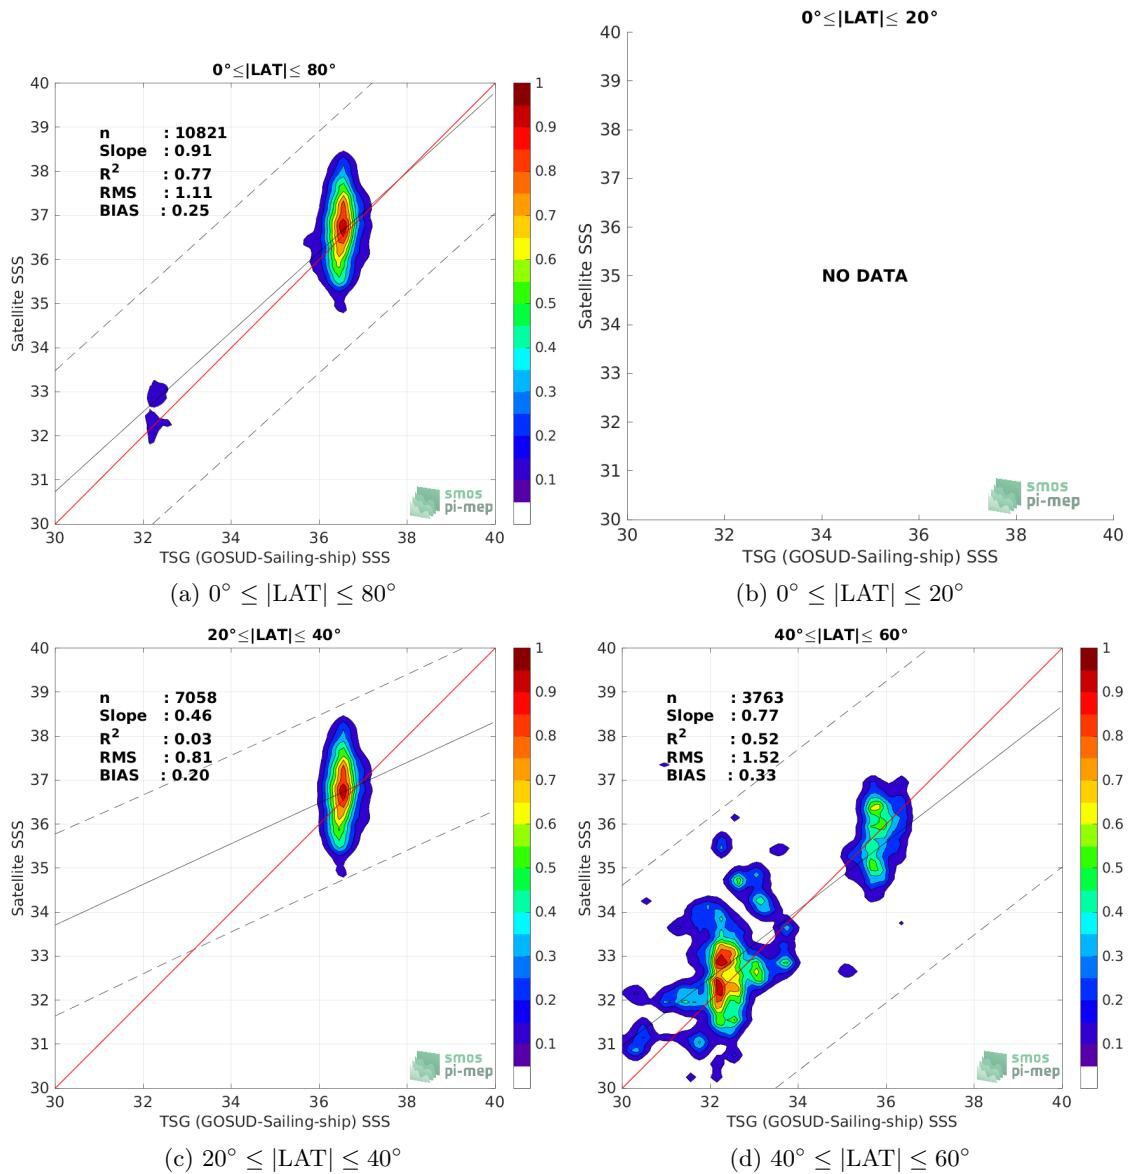 0°≤|LAT|≤ 80°
40
39
38
37
36
35
34
33
32
31
30
30 32 34 36 38 40
n : 10821
Slope : 0.91
R² : 0.77
RMS : 1.11
BIAS : 0.25
Satellite SSS
TSG (GOSUD-Sailing-ship) SSS
1
0.9
0.8
0.7
0.6
0.5
0.4
0.3
0.2
0.1
smos
pi-mep
(a) 0° ≤ |LAT| ≤ 80°
0°≤|LAT|≤ 20°
40
39
38
37
36
35
34
33
32
31
30
30 32 34 36 38 40
NO DATA
Satellite SSS
TSG (GOSUD-Sailing-ship) SSS
smos
pi-mep
(b) 0° ≤ |LAT| ≤ 20°
20°≤|LAT|≤ 40°
40
39
38
37
36
35
34
33
32
31
30
30 32 34 36 38 40
n : 7058
Slope : 0.46
R² : 0.03
RMS : 0.81
BIAS : 0.20
Satellite SSS
TSG (GOSUD-Sailing-ship) SSS
1
0.9
0.8
0.7
0.6
0.5
0.4
0.3
0.2
0.1
smos
pi-mep
(c) 20° ≤ |LAT| ≤ 40°
40°≤|LAT|≤ 60°
40
39
38
37
36
35
34
33
32
31
30
30 32 34 36 38 40
n : 3763
Slope : 0.77
R² : 0.52
RMS : 1.52
BIAS : 0.33
Satellite SSS
TSG (GOSUD-Sailing-ship) SSS
1
0.9
0.8
0.7
0.6
0.5
0.4
0.3
0.2
0.1
smos
pi-mep
(d) 40° ≤ |LAT| ≤ 60°